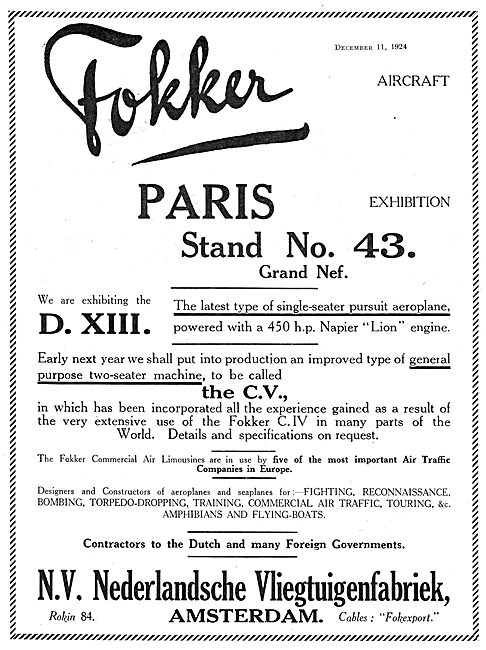 DECEMBER 11, 1924
Fokker
AIRCRAFT
PARIS
EXHIBITION
Stand No. 43.
Grand Nef.
We are exhibiting the
D. XIII.
The latest type of single-seater pursuit aeroplane,
powered with a 450 h.p. Napier "Lion" engine.
Early next year we shall put into production an improved type of general
purpose two-seater machine, to be called
the C.V.,
in which has been incorporated all the experience gained as a result of
the very extensive use of the Fokker C.IV in many parts of the
World. Details and specifications on request.
The Fokker Commercial Air Limousines are in use by five of the most important Air Traffic
Companies in Europe.
Designers and Constructors of aeroplanes and seaplanes for:—FIGHTING, RECONNAISSANCE,
BOMBING, TORPEDO-DROPPING, TRAINING, COMMERCIAL AIR TRAFFIC, TOURING, &c.
AMPHIBIANS AND FLYING-BOATS.
Contractors to the Dutch and many Foreign Governments.
N.V. Nederlandsche Vliegtuigenfabriek,
Rokin 84. AMSTERDAM. Cables: "Fokexport."